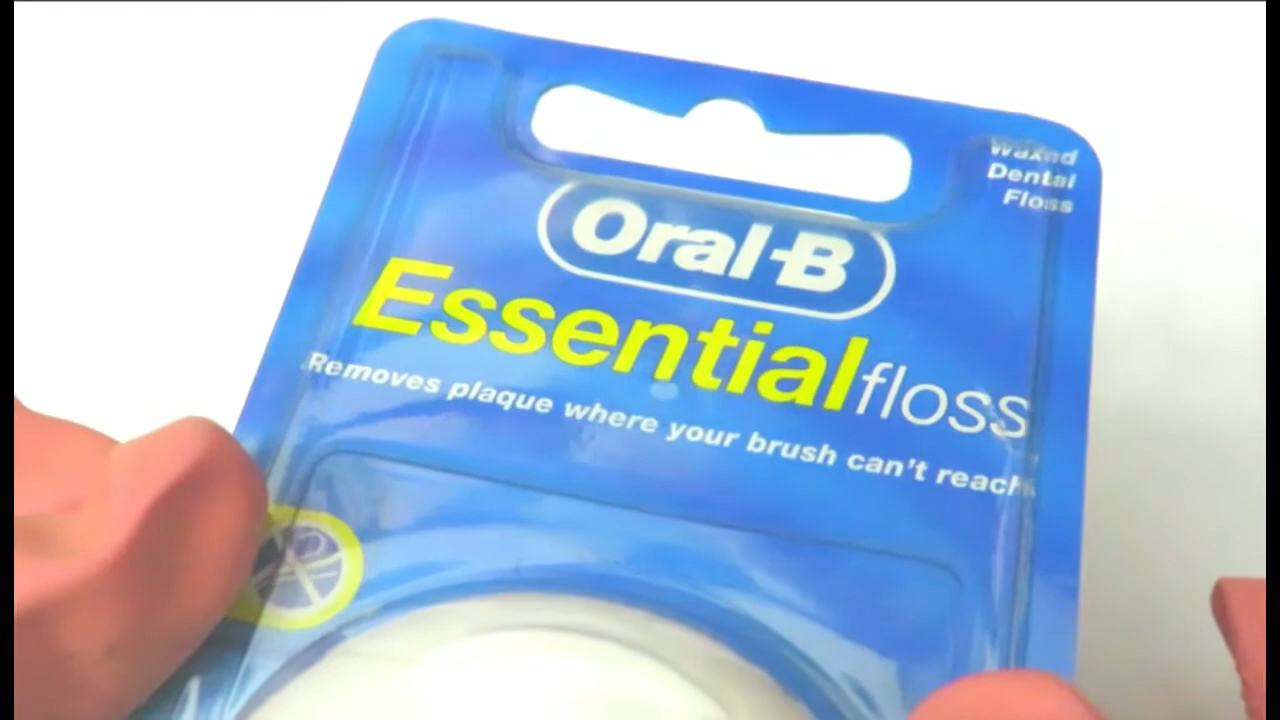 Waxed
Dental
Floss
Oral-B
Essentialfloss
Removes plaque where your brush can't reach